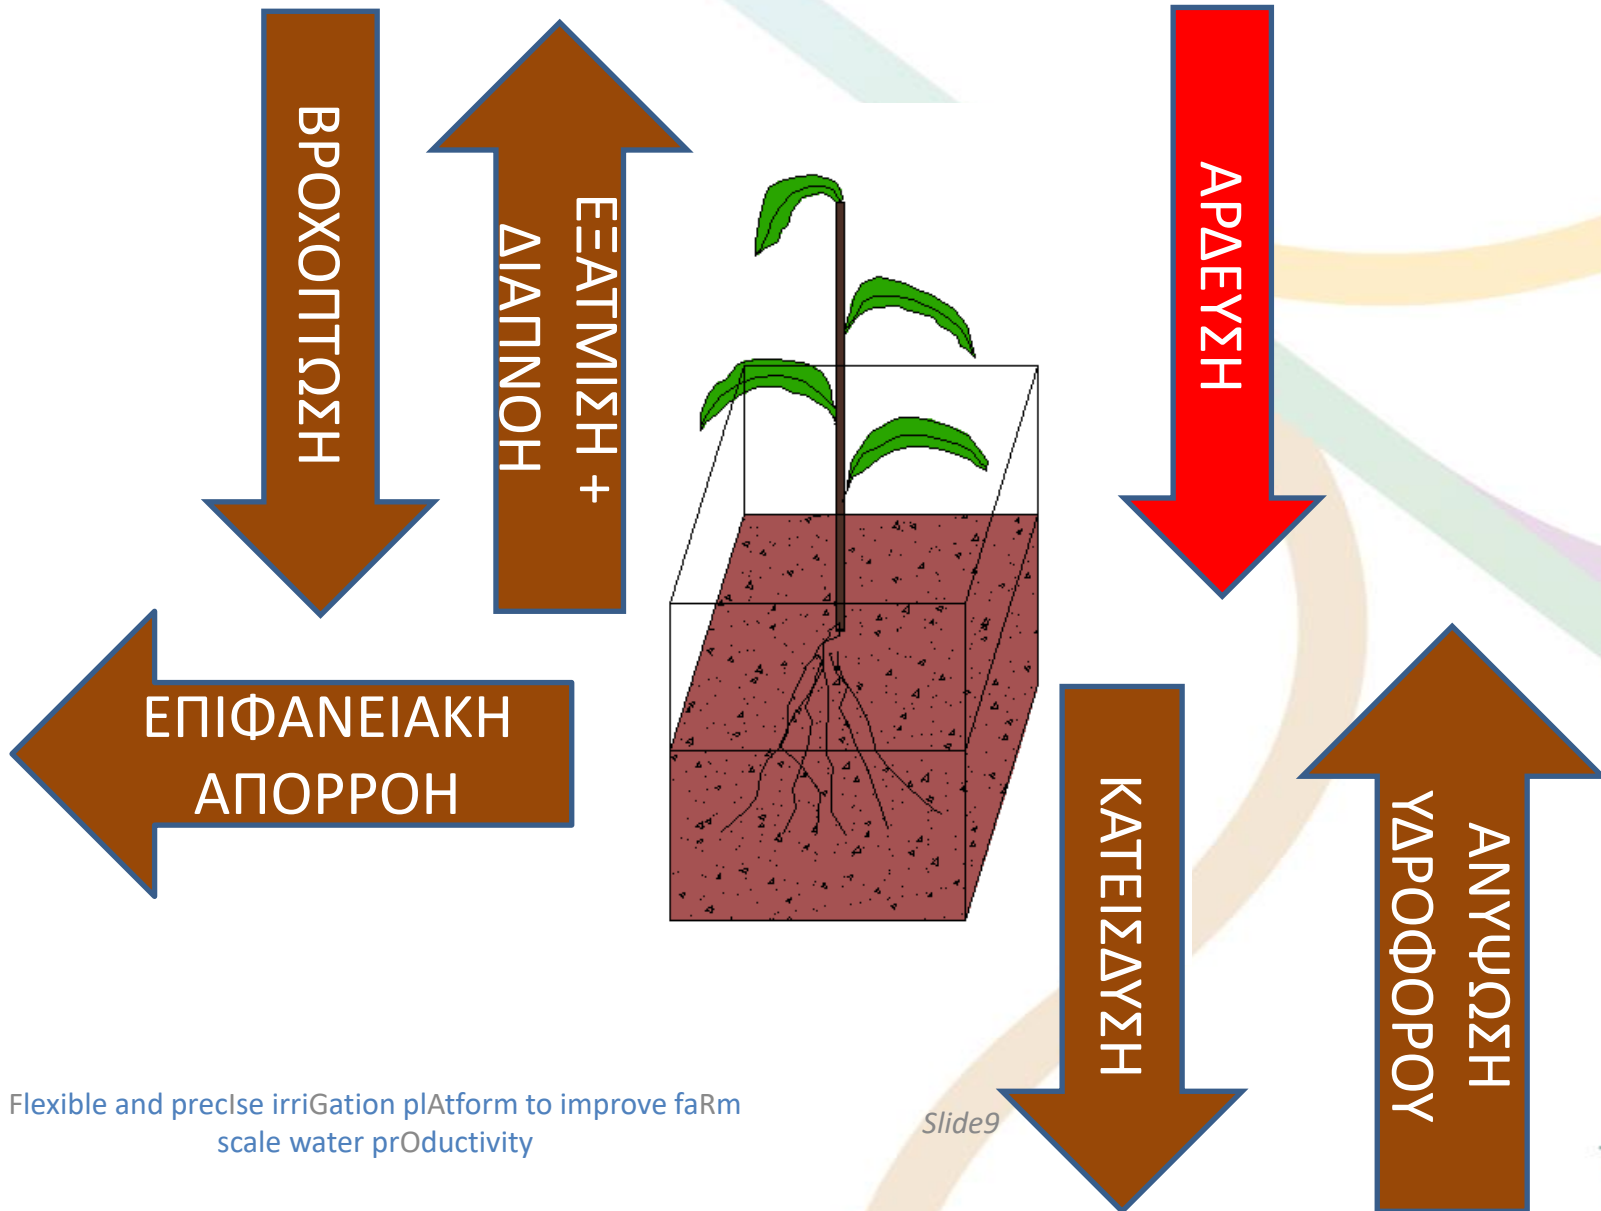 ΒΡΟΧΟΠΤΩΣΗ
ΕΞΑΤΜΙΣΗ +
ΔΙΑΠΝΟΗ
ΑΡΔΕΥΣΗ
ΕΠΙΦΑΝΕΙΑΚΗ
ΑΠΟΡΡΟΗ
ΚΑΤΕΙΣΔΥΣΗ
ΑΝΥΨΩΣΗ
ΥΔΡΟΦΟΡΟΥ
Flexible and precIse irriGation plAtform to improve faRm
scale water prOductivity
Slide9